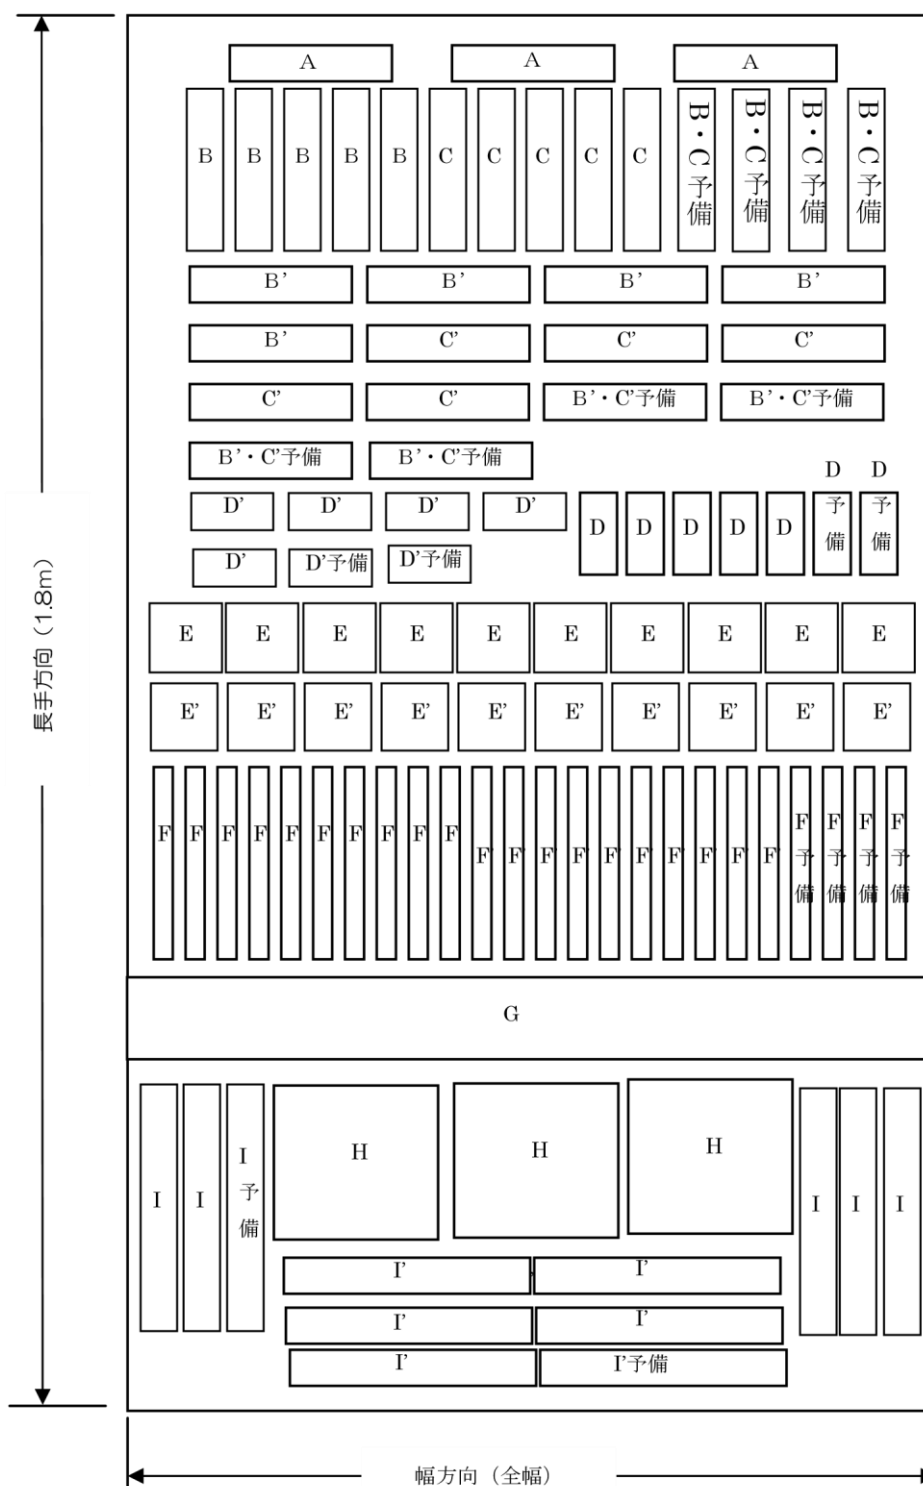 A A A
B B B B B C C C C C B・C予備 B・C予備 B・C予備 B・C予備
B’ B’ B’ B’
B’ C’ C’ C’
C’ C’ B’・C’予備 B’・C’予備
B’・C’予備 B’・C’予備
D’ D’ D’ D’ D D D D D D予備 D予備
D’ D’予備 D’予備
長手方向（1.8m）
E E E E E E E E E E
E’ E’ E’ E’ E’ E’ E’ E’ E’ E’
F F F F F F F F F F F’ F’ F’ F’ F’ F’ F’ F’ F’ F’ F予備 F予備 F予備 F予備
G
I I I予備 H H H I I I
I’ I’
I’ I’
I’ I’予備
幅方向（全幅）